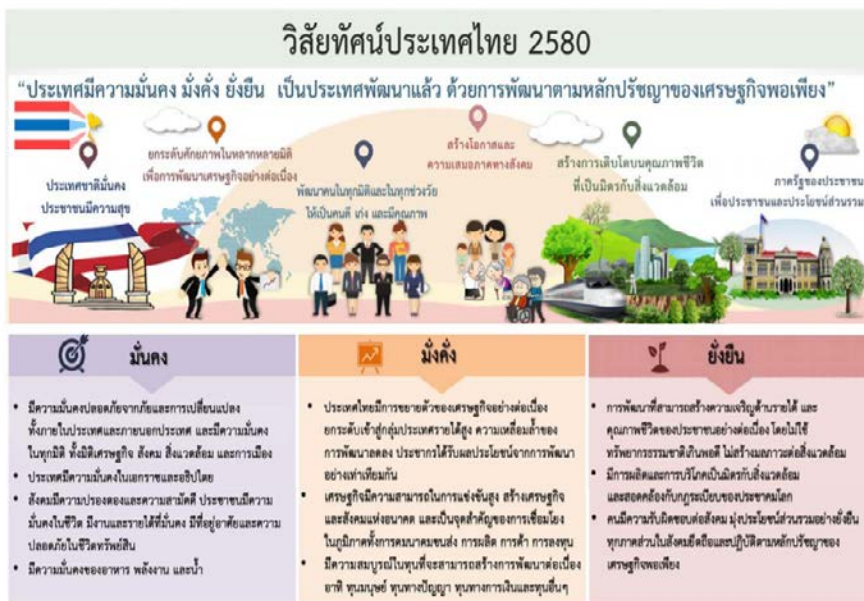 วิสัยทัศน์ประเทศไทย 2580
“ประเทศมีความมั่นคง มั่งคั่ง ยั่งยืน เป็นประเทศพัฒนาแล้ว ด้วยการพัฒนาตามหลักปรัชญาของเศรษฐกิจพอเพียง”
ประเทศชาติมั่นคง
ประชาชนมีความสุข
ยกระดับศักยภาพในหลากหลายมิติ
เพื่อการพัฒนาเศรษฐกิจอย่างต่อเนื่อง
พัฒนาคนในทุกมิติและในทุกช่วงวัย
ให้เป็นคนดี เก่ง และมีคุณภาพ
สร้างโอกาสและ
ความเสมอภาคทางสังคม
สร้างการเติบโตบนคุณภาพชีวิต
ที่เป็นมิตรกับสิ่งแวดล้อม
ภาครัฐของประชาชน
เพื่อประชาชนและประโยชน์ส่วนรวม
มั่นคง
• มีความมั่นคงปลอดภัยจากภัยและการเปลี่ยนแปลง
ทั้งภายในประเทศและภายนอกประเทศ และมีความมั่นคง
ในทุกมิติ ทั้งมิติเศรษฐกิจ สังคม สิ่งแวดล้อม และการเมือง
• ประเทศมีความมั่นคงในเอกราชและอธิปไตย
• สังคมมีความปรองดองและความสามัคคี ประชาชนมีความ
มั่นคงในชีวิต มีงานและรายได้ที่มั่นคง มีที่อยู่อาศัยและความ
ปลอดภัยในชีวิตทรัพย์สิน
• มีความมั่นคงของอาหาร พลังงาน และน้ำ
มั่งคั่ง
• ประเทศไทยมีการขยายตัวของเศรษฐกิจอย่างต่อเนื่อง
ยกระดับเข้าสู่กลุ่มประเทศรายได้สูง ความเหลื่อมล้ำของ
การพัฒนาลดลง ประชากรได้รับผลประโยชน์จากการพัฒนา
อย่างเท่าเทียมกัน
• เศรษฐกิจมีความสามารถในการแข่งขันสูง สร้างเศรษฐกิจ
และสังคมแห่งอนาคต และเป็นจุดสำคัญของการเชื่อมโยง
ในภูมิภาคทั้งการคมนาคมขนส่ง การผลิต การค้า การลงทุน
• มีความสมบูรณ์ในทุนที่จะสามารถสร้างการพัฒนาต่อเนื่อง
อาทิ ทุนมนุษย์ ทุนทางปัญญา ทุนทางการเงินและทุนอื่นๆ
ยั่งยืน
• การพัฒนาที่สามารถสร้างความเจริญด้านรายได้ และ
คุณภาพชีวิตของประชาชนอย่างต่อเนื่อง โดยไม่ใช้
ทรัพยากรธรรมชาติเกินพอดี ไม่สร้างมลภาวะต่อสิ่งแวดล้อม
• มีการผลิตและการบริโภคเป็นมิตรกับสิ่งแวดล้อม
และสอดคล้องกับกฎระเบียบของประชาคมโลก
• คนมีความรับผิดชอบต่อสังคม มุ่งประโยชน์ส่วนรวมอย่างยั่งยืน
ทุกภาคส่วนในสังคมยึดถือและปฏิบัติตามหลักปรัชญาของ
เศรษฐกิจพอเพียง